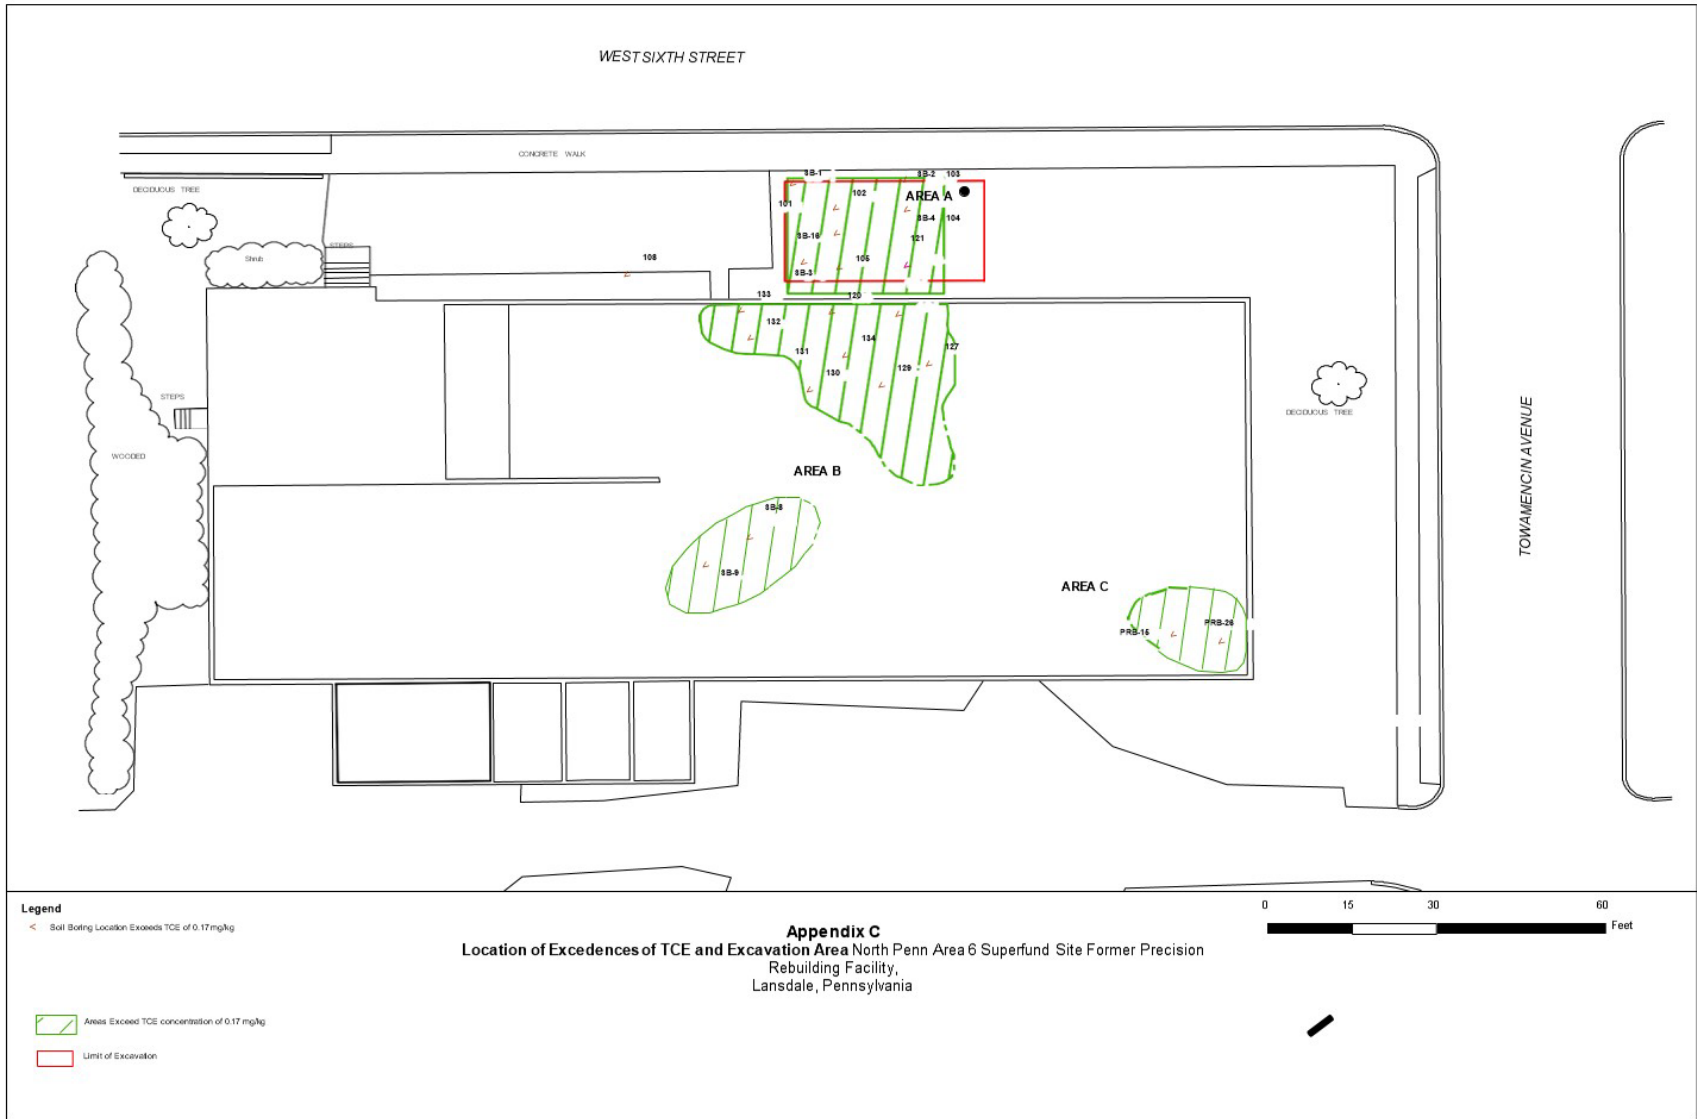 WEST SIXTH STREET
CONCRETE WALK
DECIDUOUS TREE
SB-1
SB-2
103
102
AREA A
101
SB-4
104
SB-16
121
STEPS
Shrub
108
105
SB-3
133
120
132
134
127
131
129
130
STEPS
DECIDUOUS TREE
WOODED
AREA B
TOWAMENCIN AVENUE
SB-8
SB-9
AREA C
PRB-15
PRB-26
Legend
< Soil Boring Location Exceeds TCE of 0.17 mg/kg
Areas Exceed TCE concentration of 0.17 mg/kg
Limit of Excavation
Appendix C
Location of Excedences of TCE and Excavation Area North Penn Area 6 Superfund Site Former Precision
Rebuilding Facility,
Lansdale, Pennsylvania
0 15 30 60
Feet